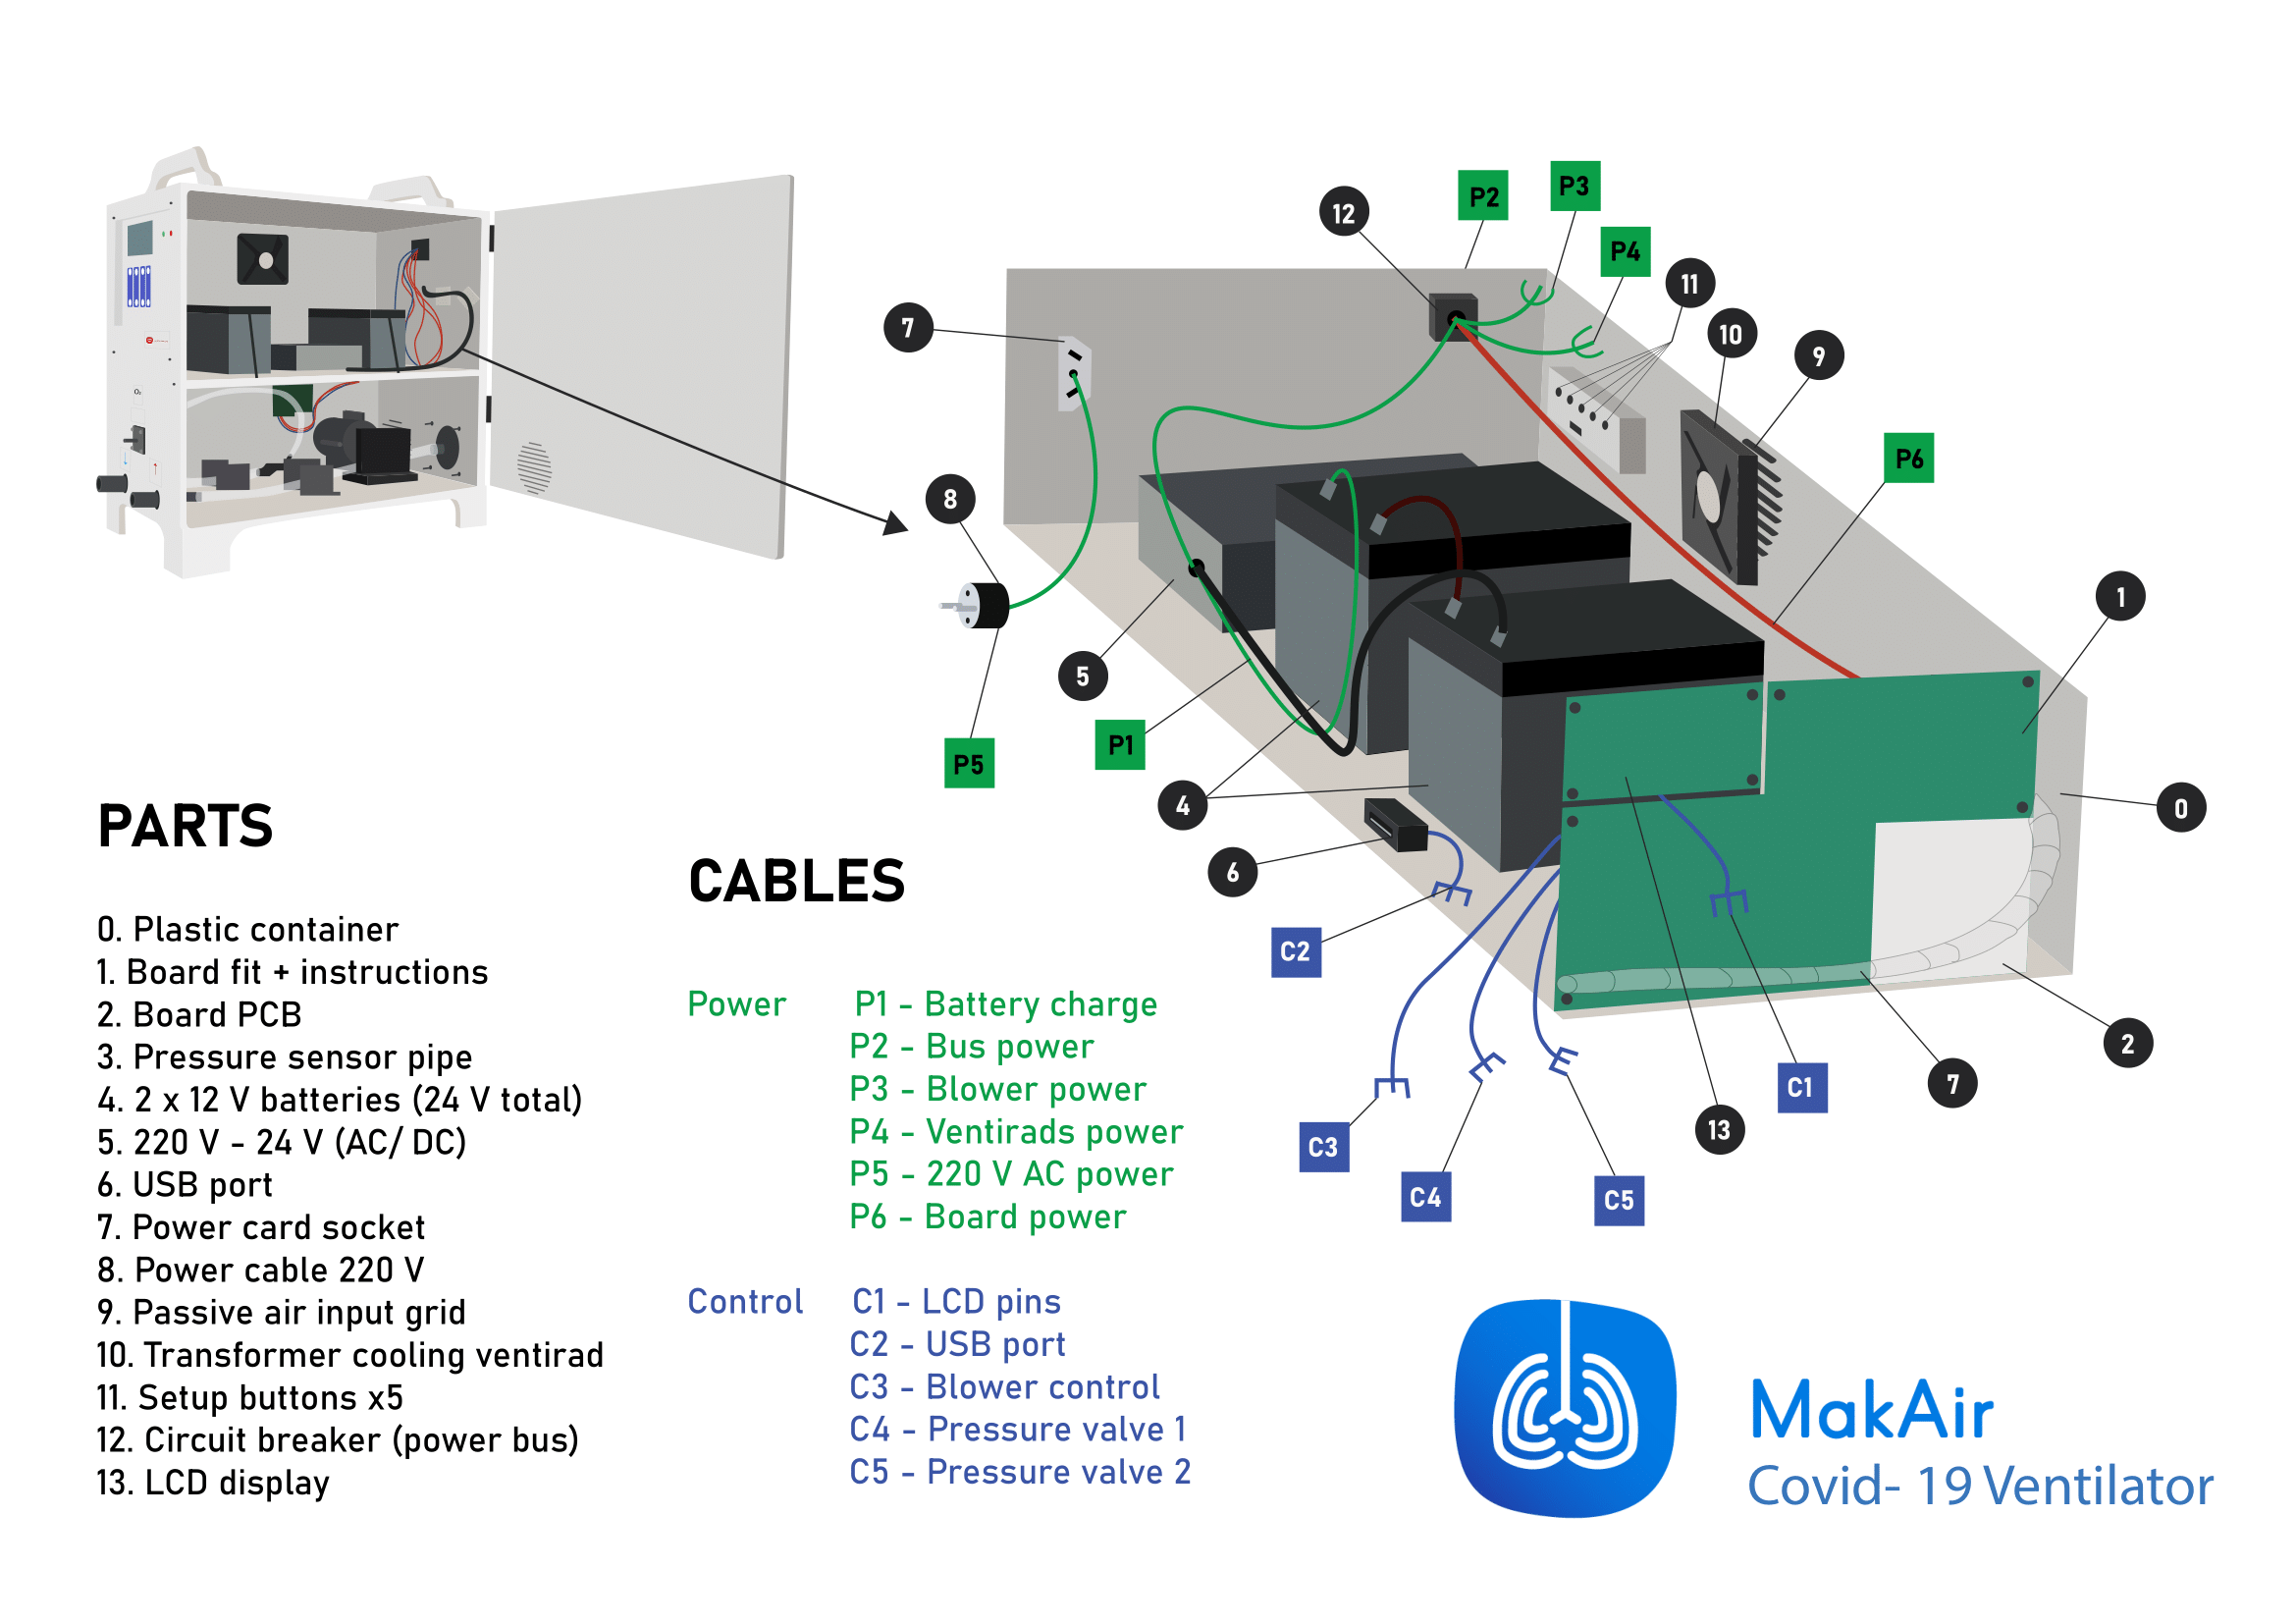 P2
P3
12
P4
11
7
10
9
P6
8
1
5
P1
P5
4
0
6
C2
2
7
C1
13
C3
C4
C5
PARTS
0. Plastic container
1. Board fit + instructions
2. Board PCB
3. Pressure sensor pipe
4. 2 x 12 V batteries (24 V total)
5. 220 V - 24 V (AC/ DC)
6. USB port
7. Power card socket
8. Power cable 220 V
9. Passive air input grid
10. Transformer cooling ventirad
11. Setup buttons x5
12. Circuit breaker (power bus)
13. LCD display
CABLES
Power P1 - Battery charge
P2 - Bus power
P3 - Blower power
P4 - Ventirads power
P5 - 220 V AC power
P6 - Board power
Control C1 - LCD pins
C2 - USB port
C3 - Blower control
C4 - Pressure valve 1
C5 - Pressure valve 2
MakAir
Covid- 19 Ventilator